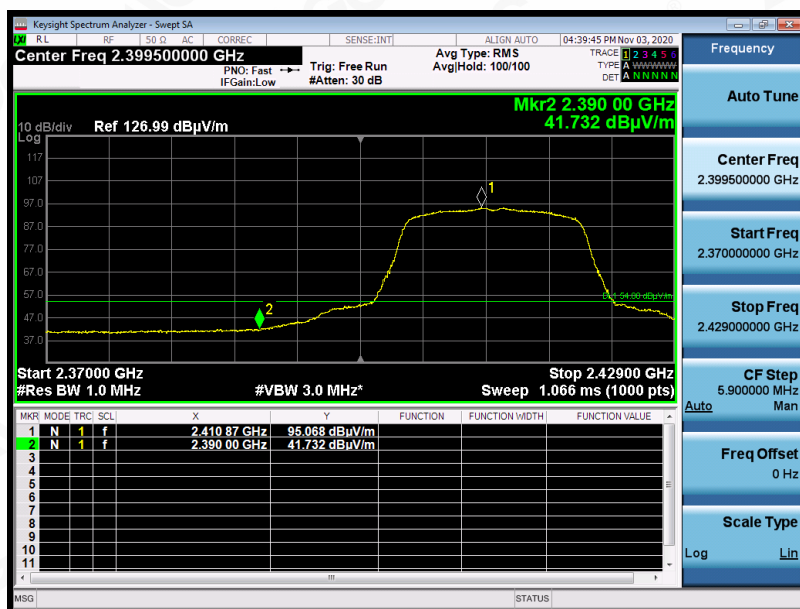 Keysight Spectrum Analyzer - Swept SA
LXI RL RF 50 Ω AC CORREC SENSE:INT ALIGN AUTO 04:39:45 PM Nov 03, 2020
Center Freq 2.399500000 GHz
PNO: Fast
IFGain:Low
Trig: Free Run
#Atten: 30 dB
Avg Type: RMS
Avg|Hold: 100/100
TRACE 1 2 3 4 5 6
TYPE A WWWWW
DET A N N N N N
Mkr2 2.390 00 GHz
41.732 dBµV/m
10 dB/div Ref 126.99 dBµV/m
Log
117
107
97.0
87.0
77.0
67.0
57.0
47.0
37.0
1
2
DL1 54.00 dBµV/m
Start 2.37000 GHz Stop 2.42900 GHz
#Res BW 1.0 MHz #VBW 3.0 MHz* Sweep 1.066 ms (1000 pts)
MKR MODE TRC SCL X Y FUNCTION FUNCTION WIDTH FUNCTION VALUE
1 N 1 f 2.410 87 GHz 95.068 dBµV/m
2 N 1 f 2.390 00 GHz 41.732 dBµV/m
3
4
5
6
7
8
9
10
11
MSG STATUS
Frequency
Auto Tune
Center Freq
2.399500000 GHz
Start Freq
2.370000000 GHz
Stop Freq
2.429000000 GHz
CF Step
5.900000 MHz
Auto Man
Freq Offset
0 Hz
Scale Type
Log Lin